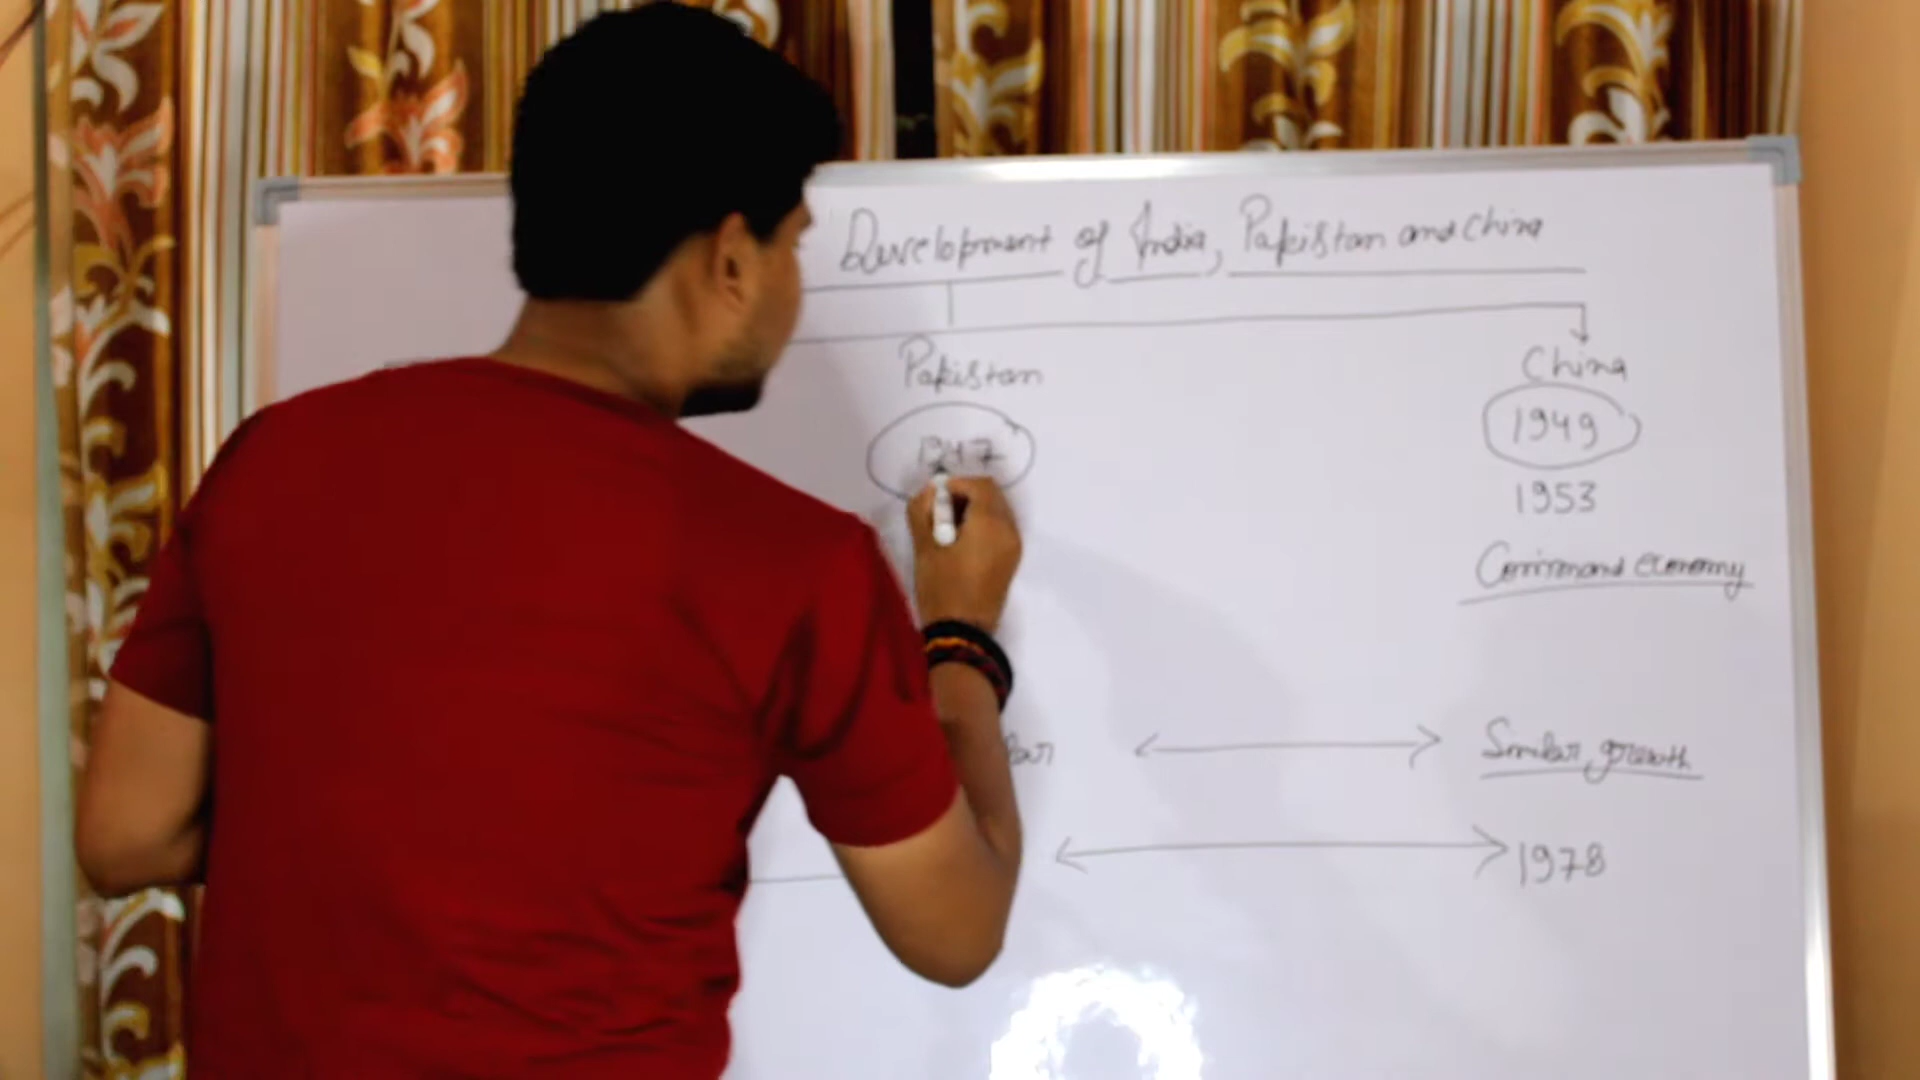 Development of India, Pakistan and China
Pakistan
China
1947
1949
1953
Command economy
Similar growth
1978